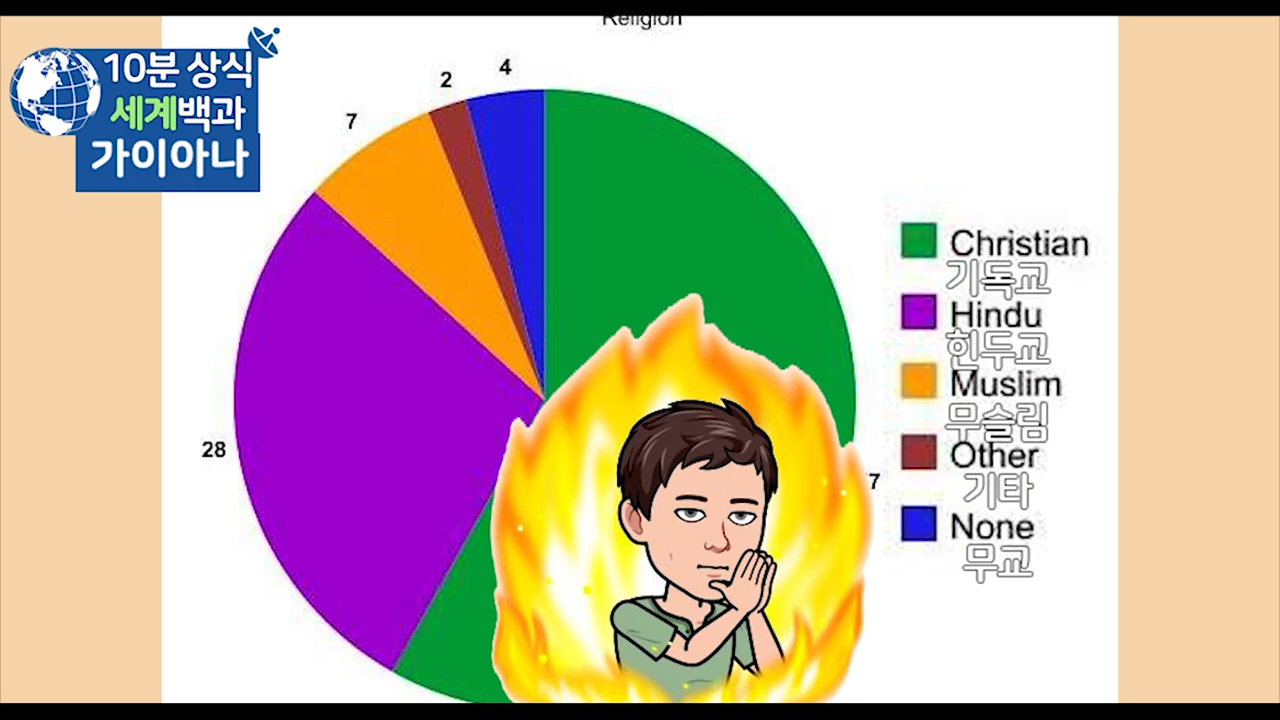 Religion
10분 상식
세계백과
가이아나
2
4
7
28
7
Christian
기독교
Hindu
힌두교
Muslim
무슬림
Other
기타
None
무교